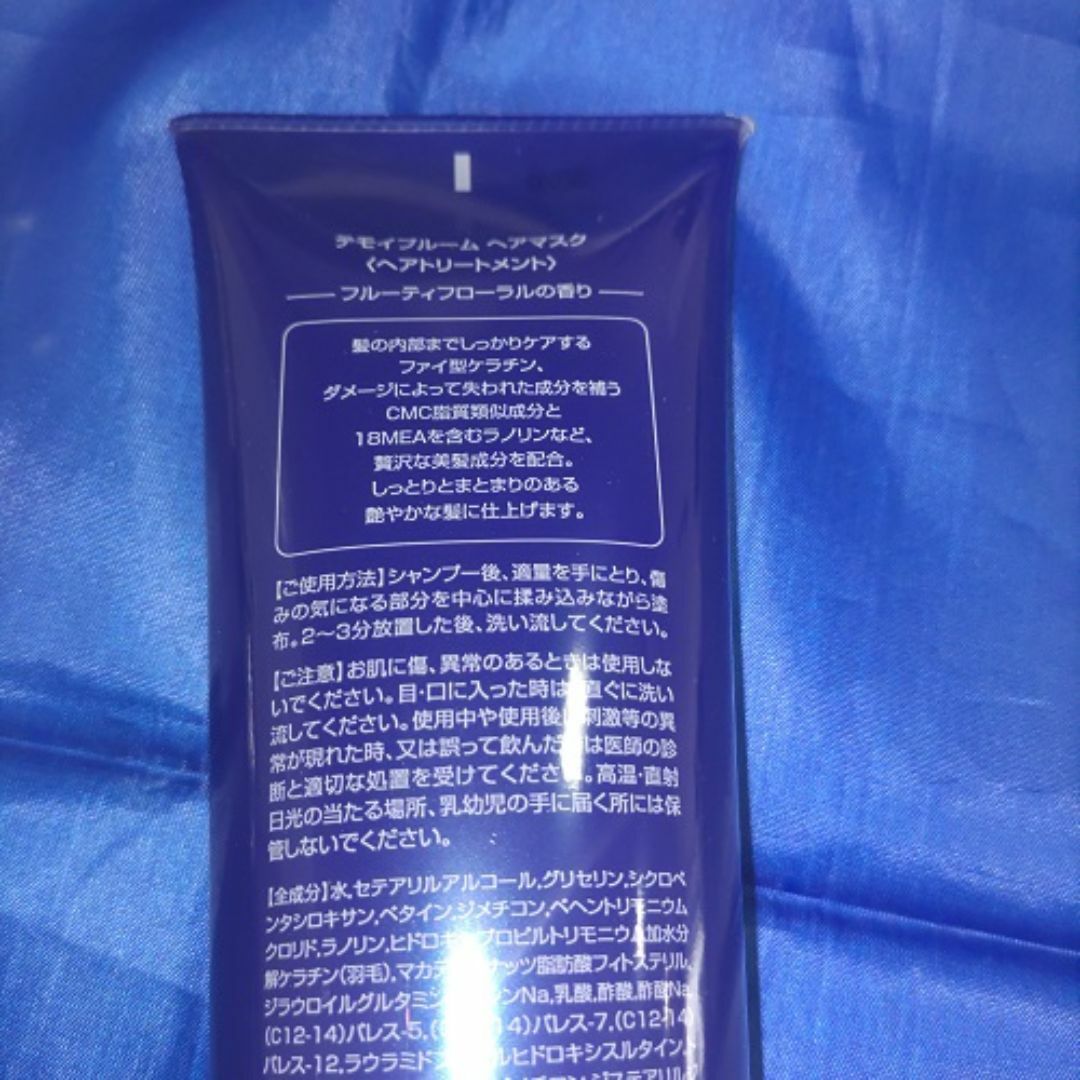 テモイブルーム ヘアマスク
〈ヘアトリートメント〉
フルーティフローラルの香り
髪の内部までしっかりケアする
ファイ型ケラチン、
ダメージによって失われた成分を補う
CMC脂質類似成分と
18MEAを含むラノリンなど、
贅沢な美髪成分を配合。
しっとりとまとまりのある
艶やかな髪に仕上げます。
【ご使用方法】シャンプー後、適量を手にとり、傷
みの気になる部分を中心に揉み込みながら塗
布。2〜3分放置した後、洗い流してください。
【ご注意】お肌に傷、異常のあるときは使用しな
いでください。目・口に入った時は 直ぐに洗い
流してください。使用中や使用後 刺激等の異
常が現れた時、又は誤って飲んだ は医師の診
断と適切な処置を受けてください。高温・直射
日光の当たる場所、乳幼児の手に届く所には保
管しないでください。
【全成分】水,セテアリルアルコール,グリセリン,シクロペ
ンタシロキサン,ベタイン,ジメチコン,ベヘントリモニウム
クロリド,ラノリン,ヒドロ プロピルトリモニウム加水分
解ケラチン(羽毛),マカ ナッツ脂肪酸フィトステリル,
ジラウロイルグルタミン シンNa,乳酸,酢酸,酢酸Na,
(C12-14)パレス-5,( 4)パレス-7,(C12-14)
パレス-12,ラウラミド ルヒドロキシスルタイン,